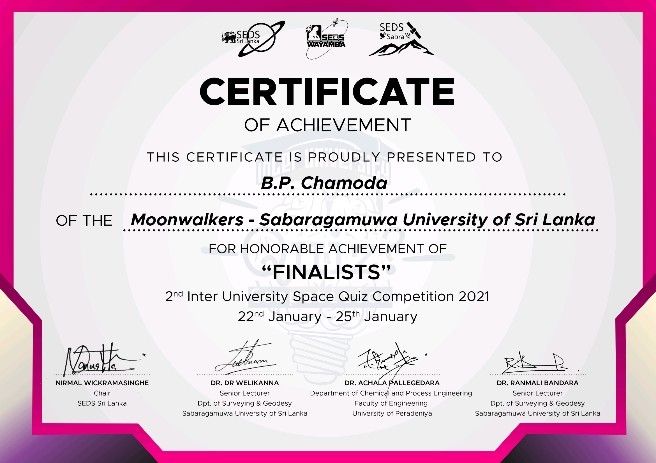 SEDS
Sri Lanka
SEDS
WAYAMBA
SEDS
Sabra
CERTIFICATE
OF ACHIEVEMENT
THIS CERTIFICATE IS PROUDLY PRESENTED TO
B.P. Chamoda
OF THE Moonwalkers - Sabaragamuwa University of Sri Lanka
FOR HONORABLE ACHIEVEMENT OF
“FINALISTS”
2nd Inter University Space Quiz Competition 2021
22nd January - 25th January
NIRMAL WICKRAMASINGHE
Chair
SEDS Sri Lanka
DR. DR WELIKANNA
Senior Lecturer
Dpt. of Surveying & Geodesy
Sabaragamuwa University of Sri Lanka
DR. ACHALA PALLEGEDARA
Department of Chemical and Process Engineering
Faculty of Engineering
University of Peradeniya
DR. RANMALI BANDARA
Senior Lecturer
Dpt. of Surveying & Geodesy
Sabaragamuwa University of Sri Lanka